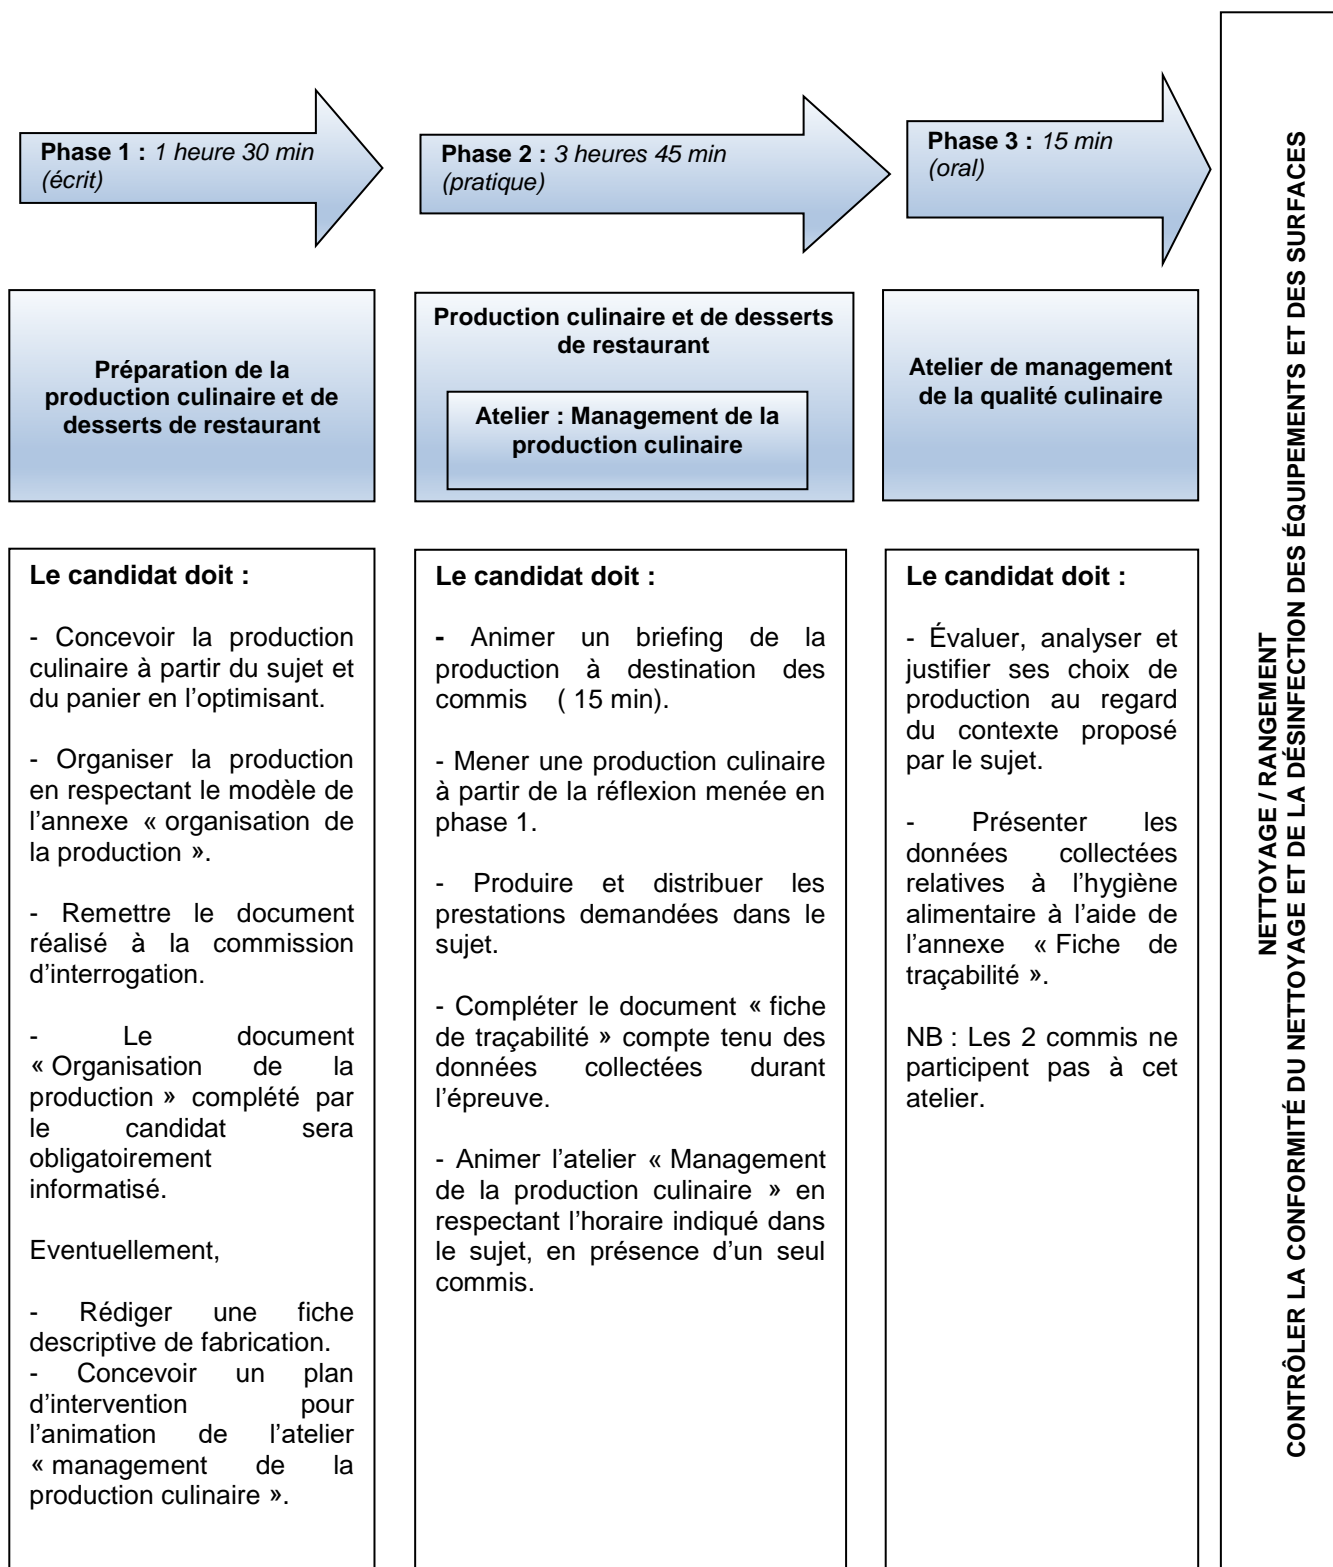 Phase 1 : 1 heure 30 min
(écrit)
Phase 2 : 3 heures 45 min
(pratique)
Phase 3 : 15 min
(oral)
Préparation de la
production culinaire et de
desserts de restaurant
Production culinaire et de desserts
de restaurant
Atelier : Management de la
production culinaire
Atelier de management
de la qualité culinaire
Le candidat doit :
- Concevoir la production
culinaire à partir du sujet et
du panier en l’optimisant.
- Organiser la production
en respectant le modèle de
l’annexe « organisation de
la production ».
- Remettre le document
réalisé à la commission
d’interrogation.
- Le document
« Organisation de la
production » complété par
le candidat sera
obligatoirement
informatisé.
Eventuellement,
- Rédiger une fiche
descriptive de fabrication.
- Concevoir un plan
d’intervention pour
l’animation de l’atelier
« management de la
production culinaire ».
Le candidat doit :
- Animer un briefing de la
production à destination des
commis ( 15 min).
- Mener une production culinaire
à partir de la réflexion menée en
phase 1.
- Produire et distribuer les
prestations demandées dans le
sujet.
- Compléter le document « fiche
de traçabilité » compte tenu des
données collectées durant
l’épreuve.
- Animer l’atelier « Management
de la production culinaire » en
respectant l’horaire indiqué dans
le sujet, en présence d’un seul
commis.
Le candidat doit :
- Évaluer, analyser et
justifier ses choix de
production au regard
du contexte proposé
par le sujet.
- Présenter les
données collectées
relatives à l’hygiène
alimentaire à l’aide de
l’annexe « Fiche de
traçabilité ».
NB : Les 2 commis ne
participent pas à cet
atelier.
NETTOYAGE / RANGEMENT
CONTRÔLER LA CONFORMITÉ DU NETTOYAGE ET DE LA DÉSINFECTION DES ÉQUIPEMENTS ET DES SURFACES